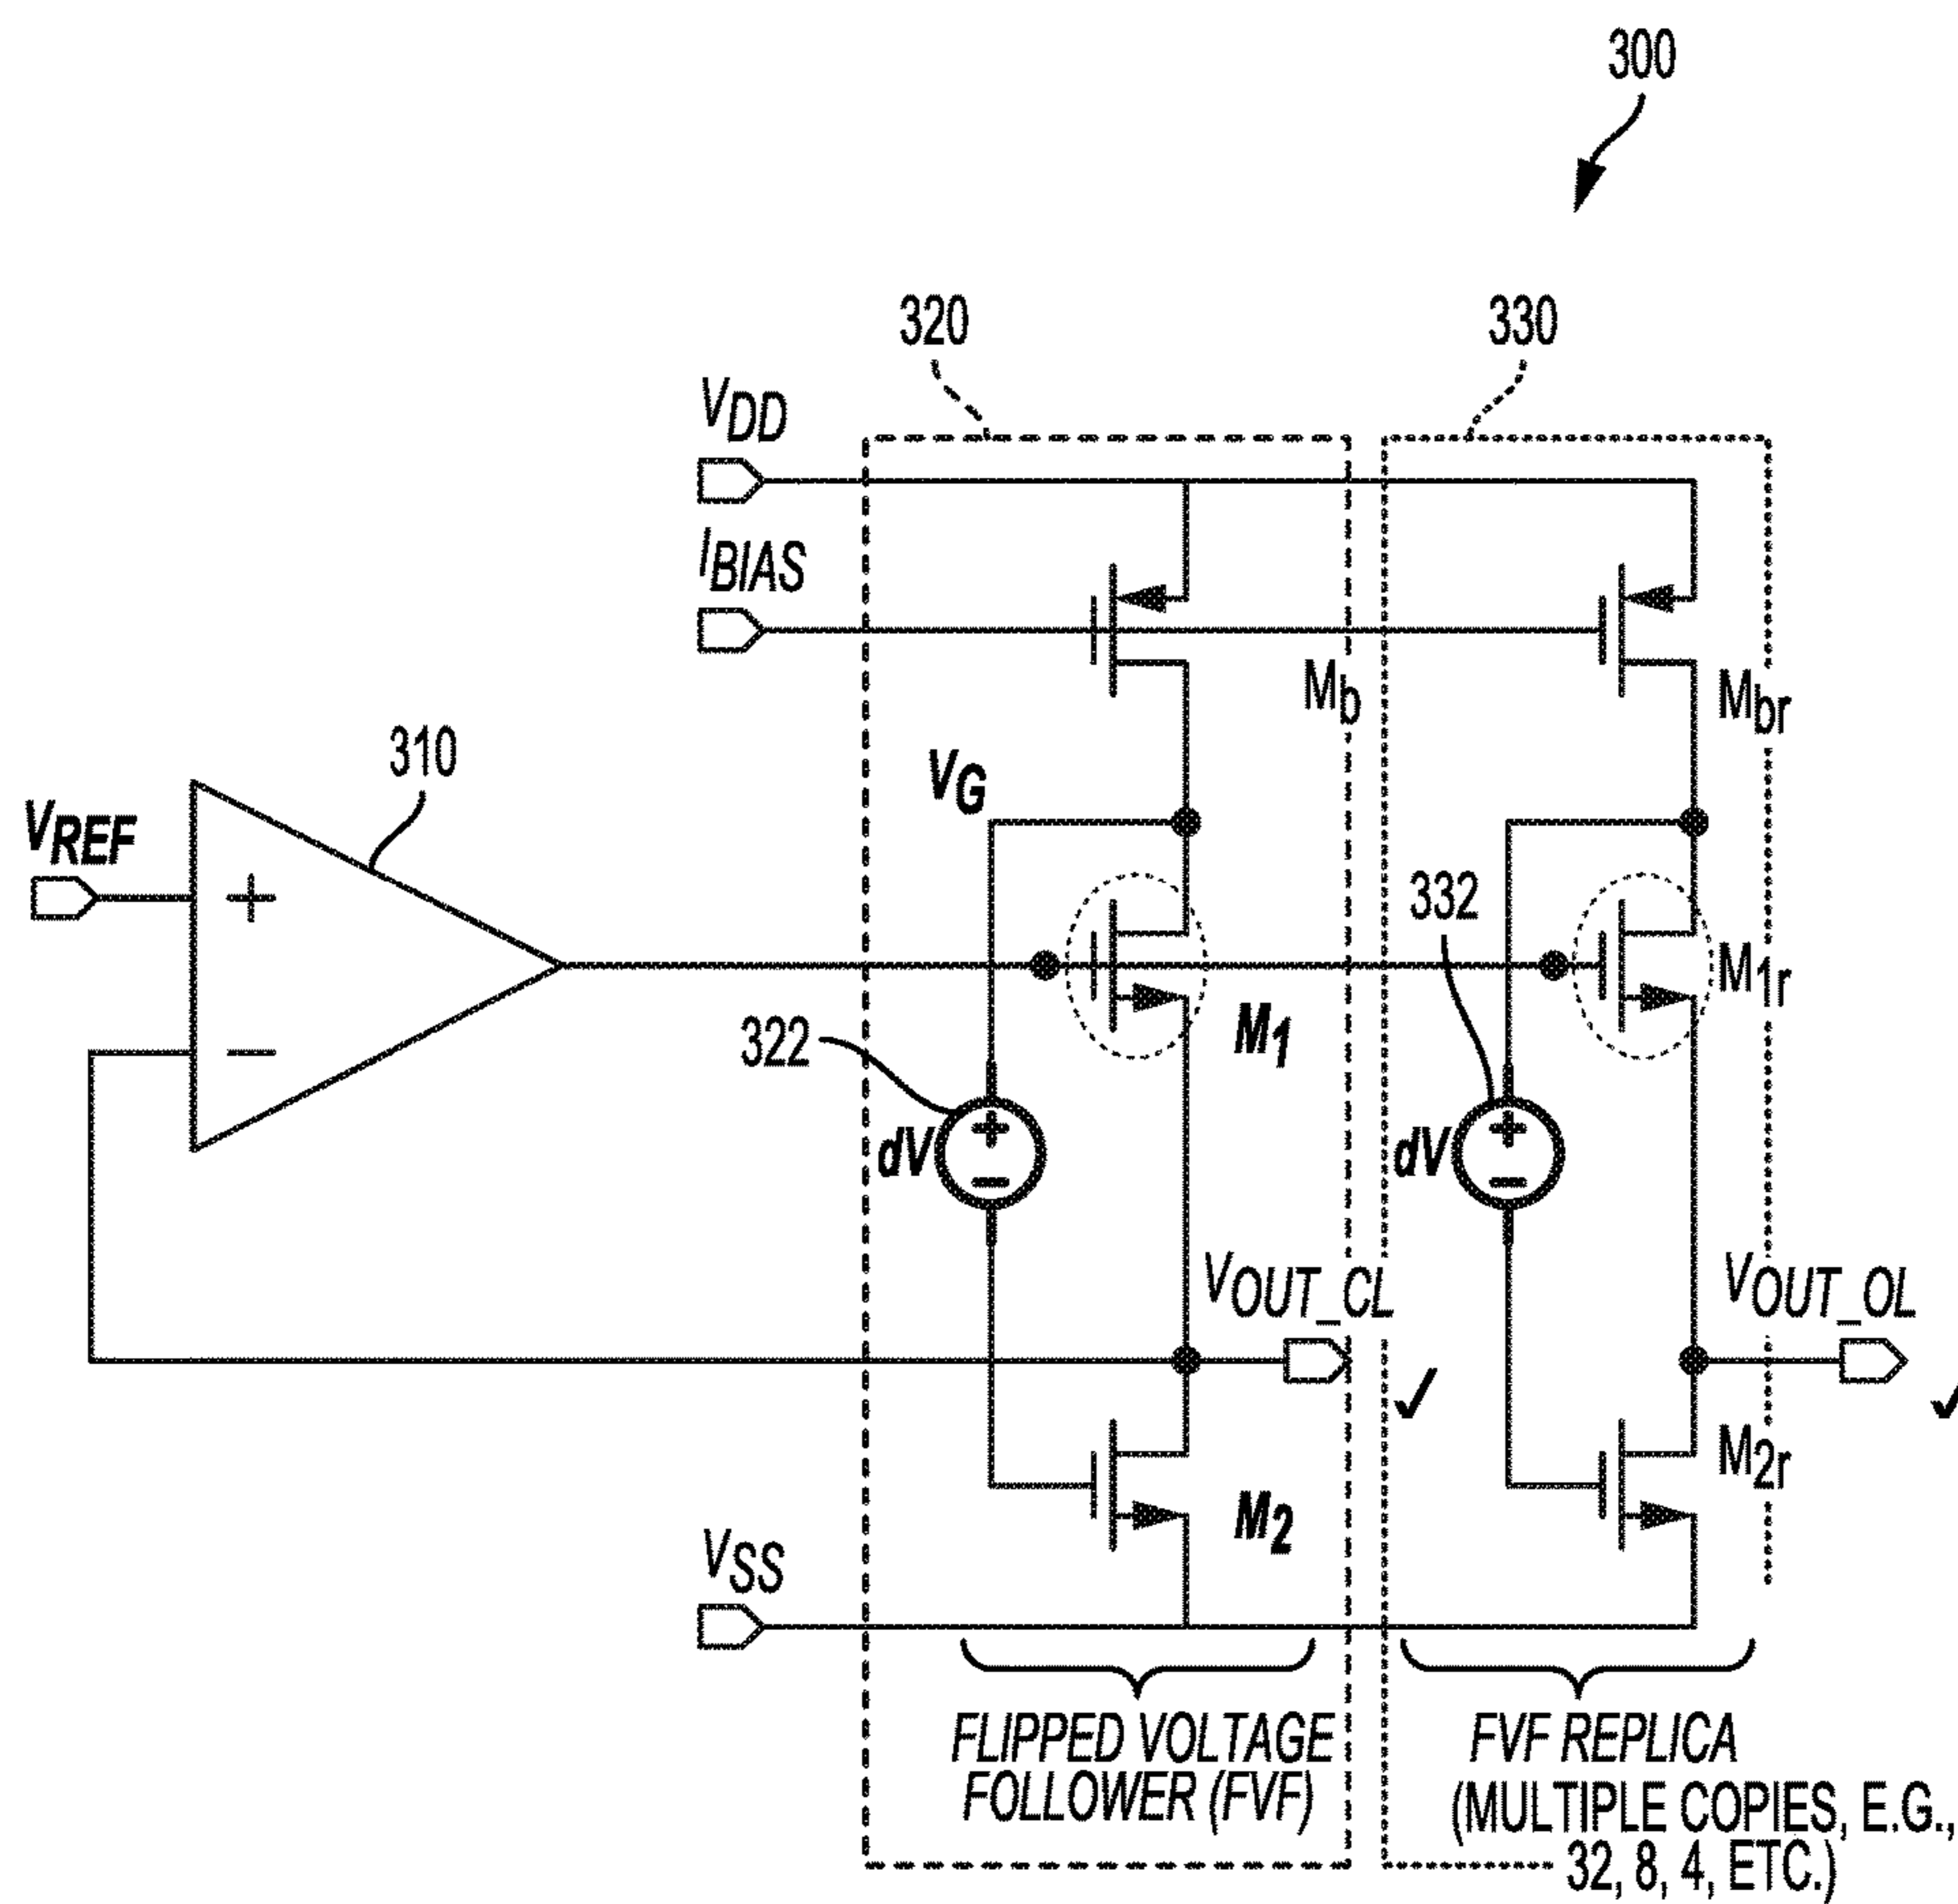 300
320
330
VDD
IBIAS
Mb
Mbr
310
VG
VREF
+
332
M1r
−
322
M1
dV
+
−
dV
+
−
VOUT_CL
VOUT_OL
✓
✓
M2r
M2
VSS
FLIPPED VOLTAGE
FOLLOWER (FVF)
FVF REPLICA
(MULTIPLE COPIES, E.G.,
32, 8, 4, ETC.)